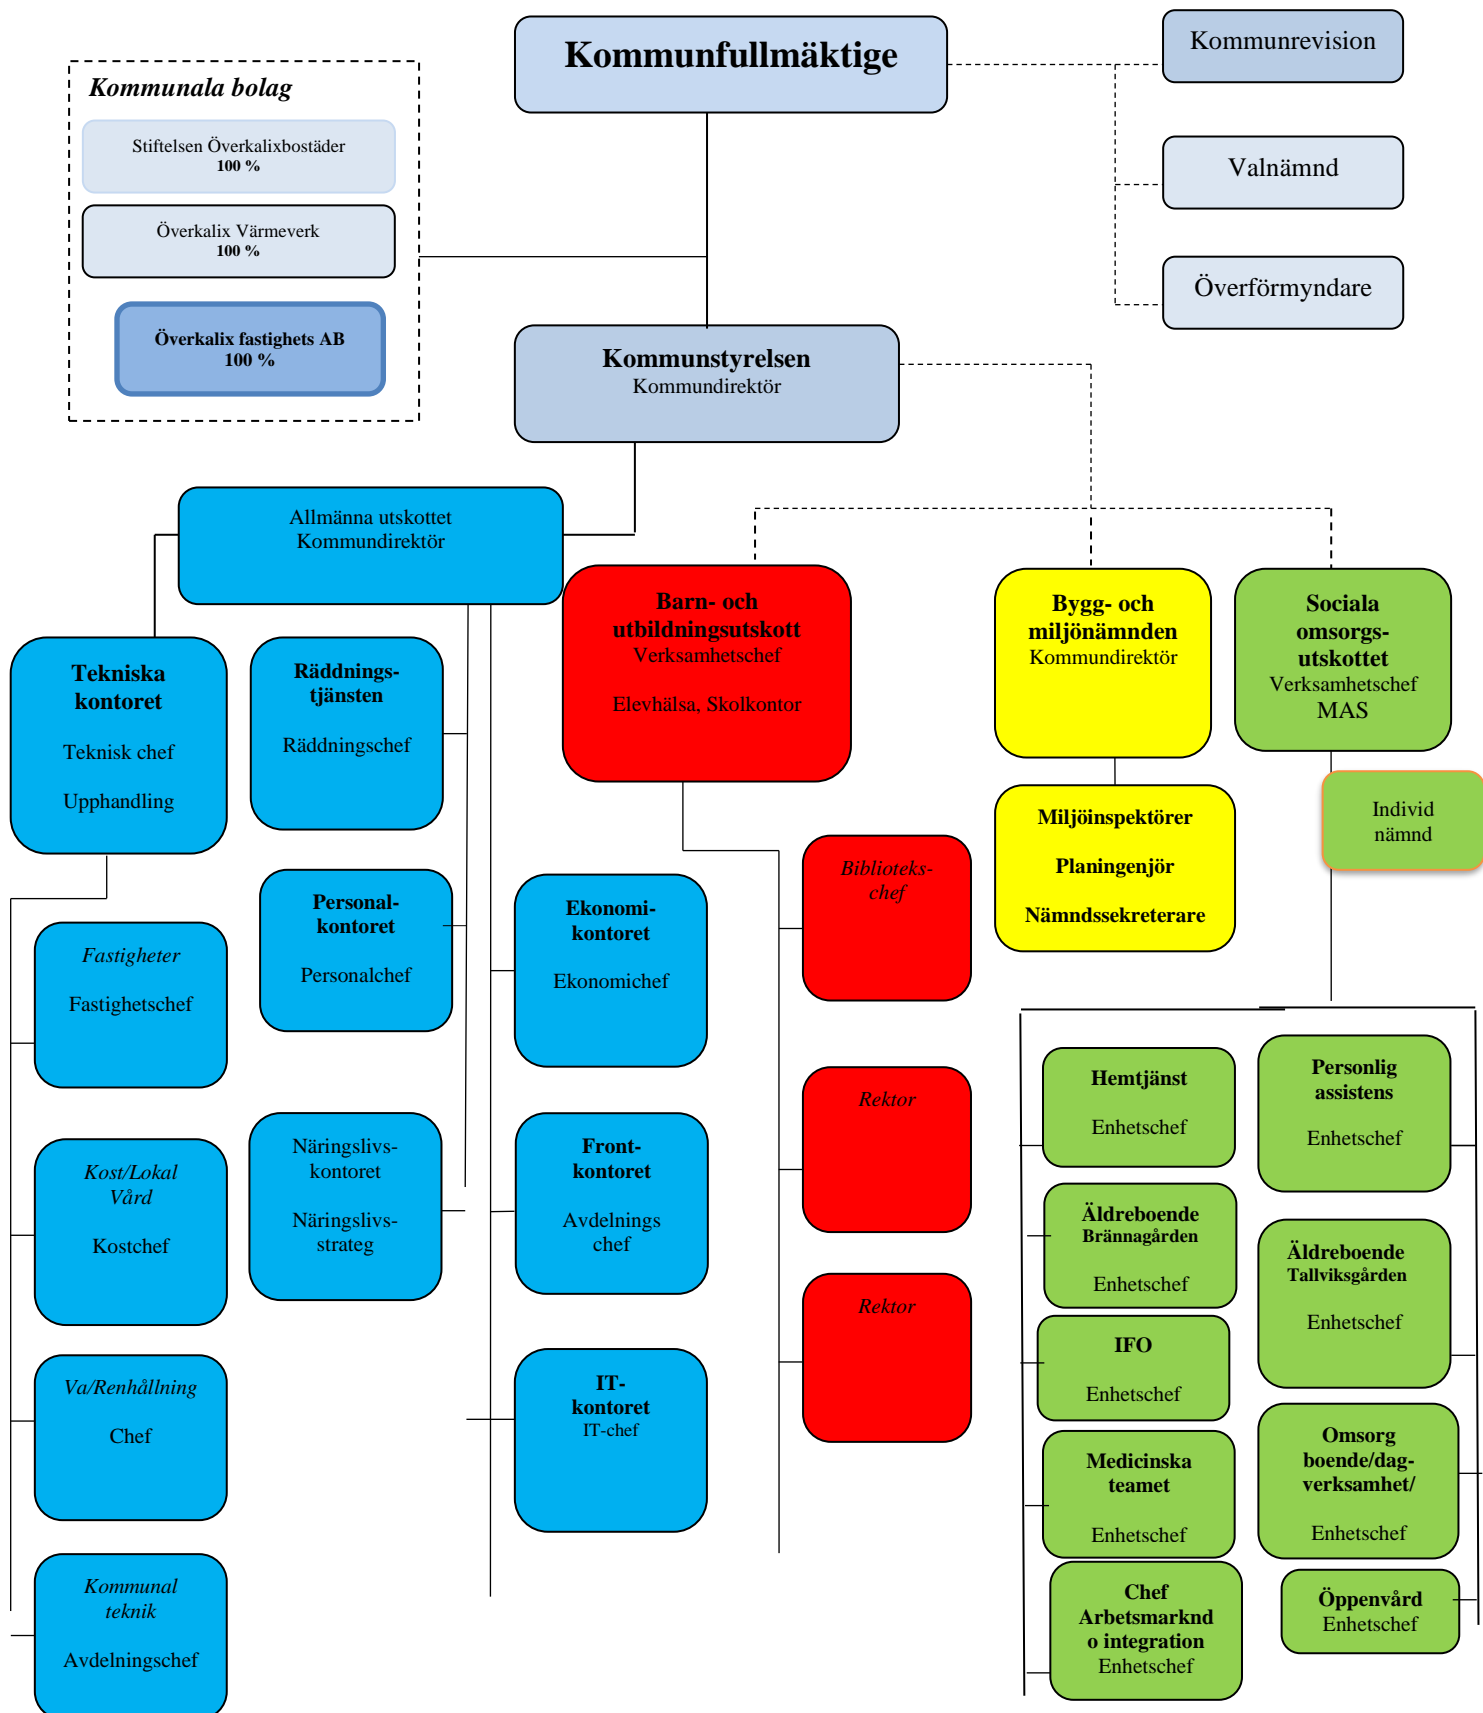 Kommunfullmäktige
Kommunrevision
Valnämnd
Överförmyndare
Kommunala bolag
Stiftelsen Överkalixbostäder
100 %
Överkalix Värmeverk
100 %
Överkalix fastighets AB
100 %
Kommunstyrelsen
Kommundirektör
Allmänna utskottet
Kommundirektör
Tekniska
kontoret
Teknisk chef
Upphandling
Fastigheter
Fastighetschef
Kost/Lokal
Vård
Kostchef
Va/Renhållning
Chef
Kommunal
teknik
Avdelningschef
Räddnings-
tjänsten
Räddningschef
Personal-
kontoret
Personalchef
Näringslivs-
kontoret
Näringslivs-
strateg
Ekonomi-
kontoret
Ekonomichef
Front-
kontoret
Avdelnings
chef
IT-
kontoret
IT-chef
Barn- och
utbildningsutskott
Verksamhetschef
Elevhälsa, Skolkontor
Biblioteks-
chef
Rektor
Rektor
Bygg- och
miljönämnden
Kommundirektör
Miljöinspektörer
Planingenjör
Nämndssekreterare
Sociala
omsorgs-
utskottet
Verksamhetschef
MAS
Individ
nämnd
Hemtjänst
Enhetschef
Äldreboende
Brännagården
Enhetschef
IFO
Enhetschef
Medicinska
teamet
Enhetschef
Chef
Arbetsmarknd
o integration
Enhetschef
Personlig
assistens
Enhetschef
Äldreboende
Tallviksgården
Enhetschef
Omsorg
boende/dag-
verksamhet/
Enhetschef
Öppenvård
Enhetschef